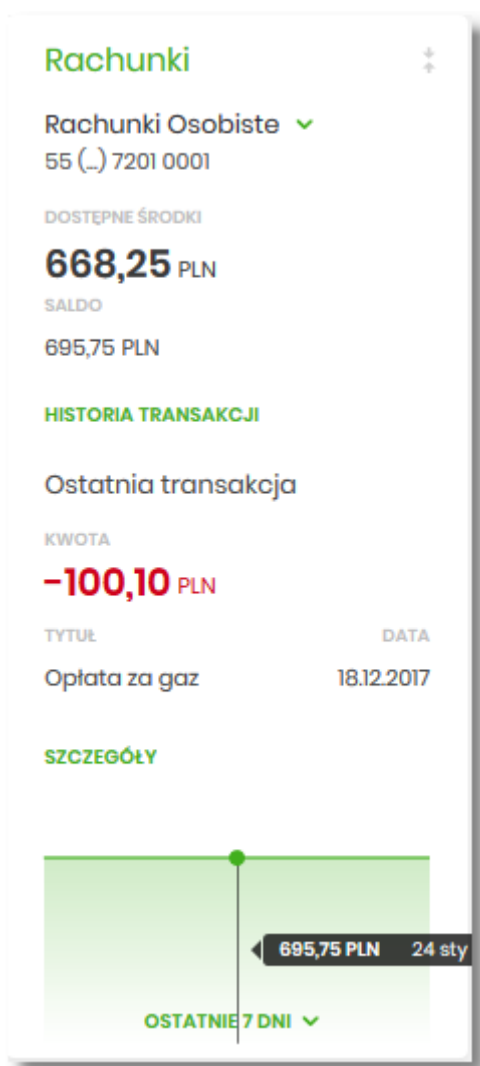 Rachunki
Rachunki Osobiste
55 (...) 7201 0001
DOSTĘPNE ŚRODKI
668,25 PLN
SALDO
695,75 PLN
HISTORIA TRANSAKCJI
Ostatnia transakcja
KWOTA
-100,10 PLN
TYTUŁ DATA
Opłata za gaz 18.12.2017
SZCZEGÓŁY
695,75 PLN 24 sty
OSTATNIE 7 DNI